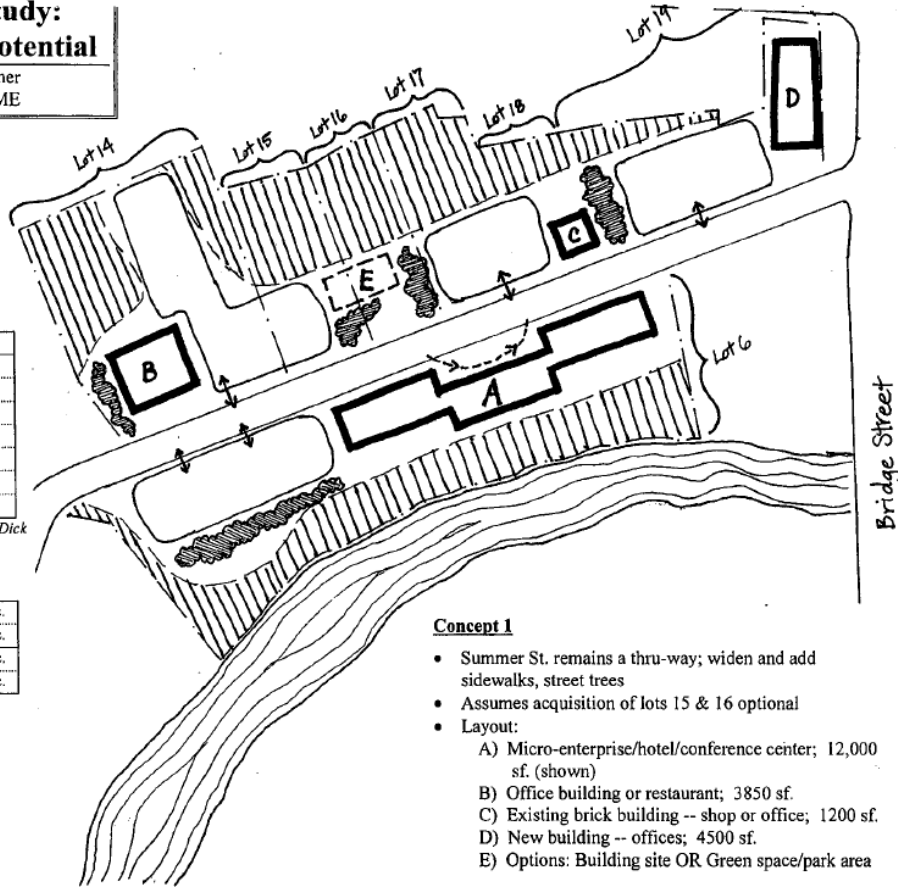 tudy:
otential
ner
ME
Lot 14
Lot 15
Lot 16
Lot 17
Lot 18
Lot 19
D
C
E
B
A
Lot 6
Bridge Street
Dick
c.
c.
c.
c.
Concept 1
• Summer St. remains a thru-way; widen and add
sidewalks, street trees
• Assumes acquisition of lots 15 & 16 optional
• Layout:
A) Micro-enterprise/hotel/conference center; 12,000
sf. (shown)
B) Office building or restaurant; 3850 sf.
C) Existing brick building -- shop or office; 1200 sf.
D) New building -- offices; 4500 sf.
E) Options: Building site OR Green space/park area